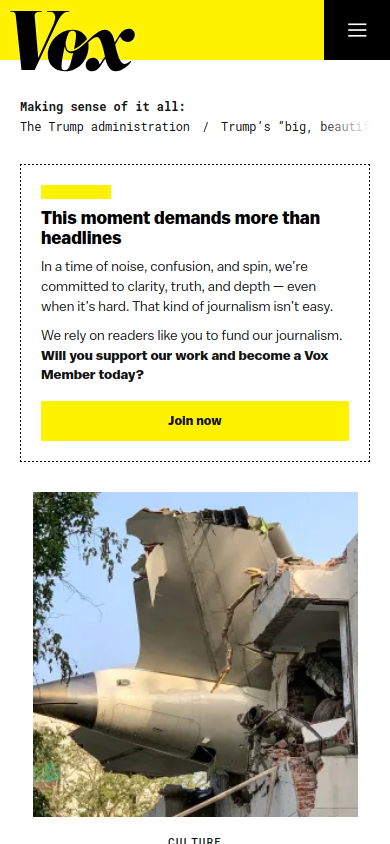 Vox
Making sense of it all:
The Trump administration / Trump's "big, beautif
This moment demands more than
headlines
In a time of noise, confusion, and spin, we're
committed to clarity, truth, and depth — even
when it's hard. That kind of journalism isn't easy.
We rely on readers like you to fund our journalism.
Will you support our work and become a Vox
Member today?
Join now
CULTURE